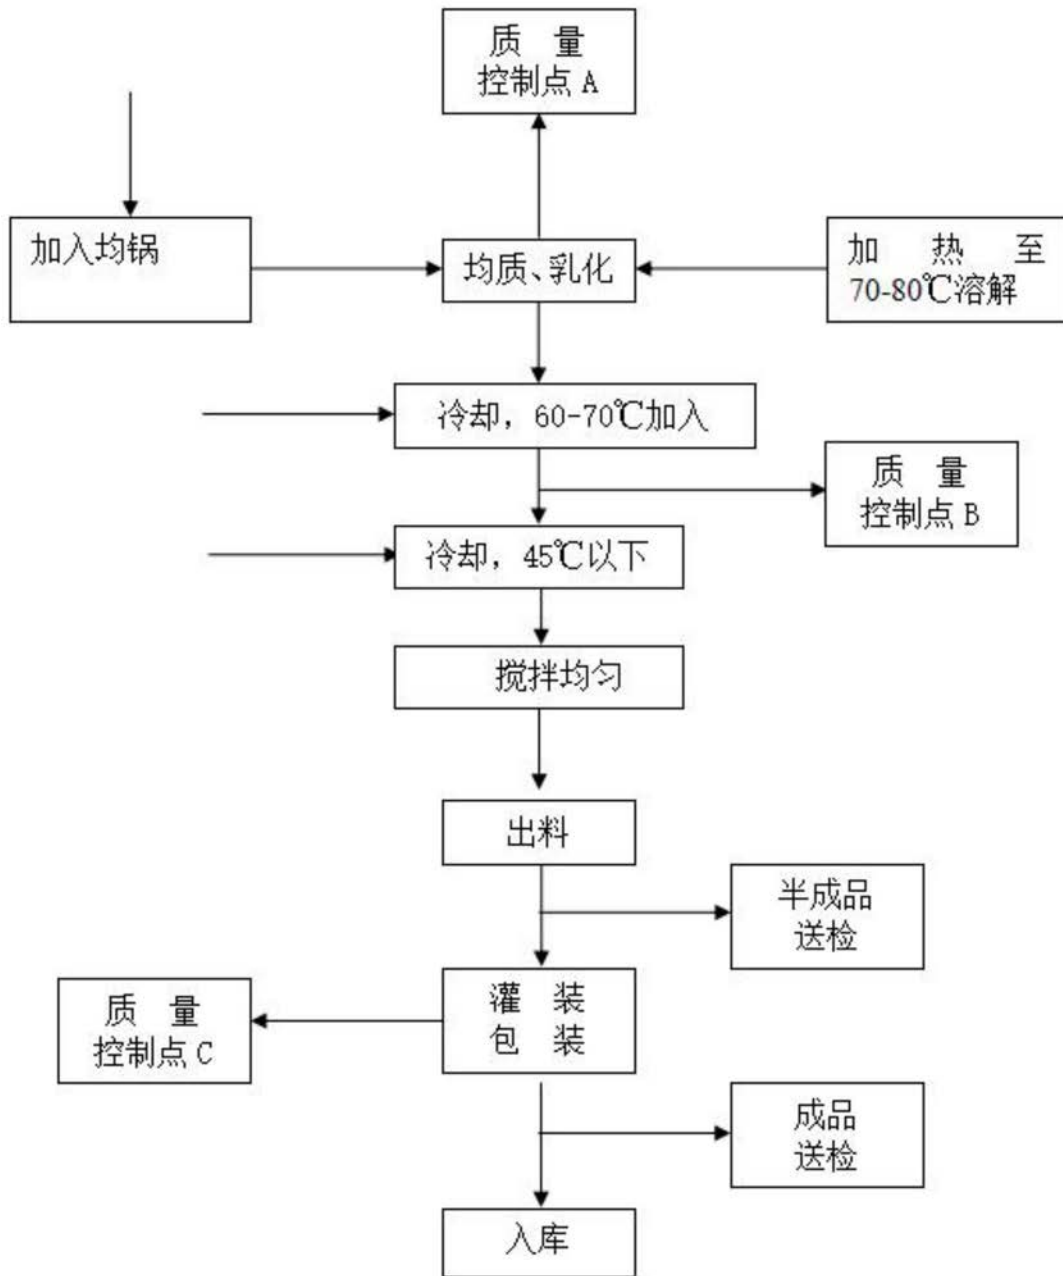 质 量
控制点 A
加入均锅
均质、乳化
加 热 至
70-80℃溶解
冷却，60-70℃加入
质 量
控制点 B
冷却，45℃以下
搅拌均匀
出料
半成品
送检
灌 装
包 装
质 量
控制点 C
成品
送检
入库